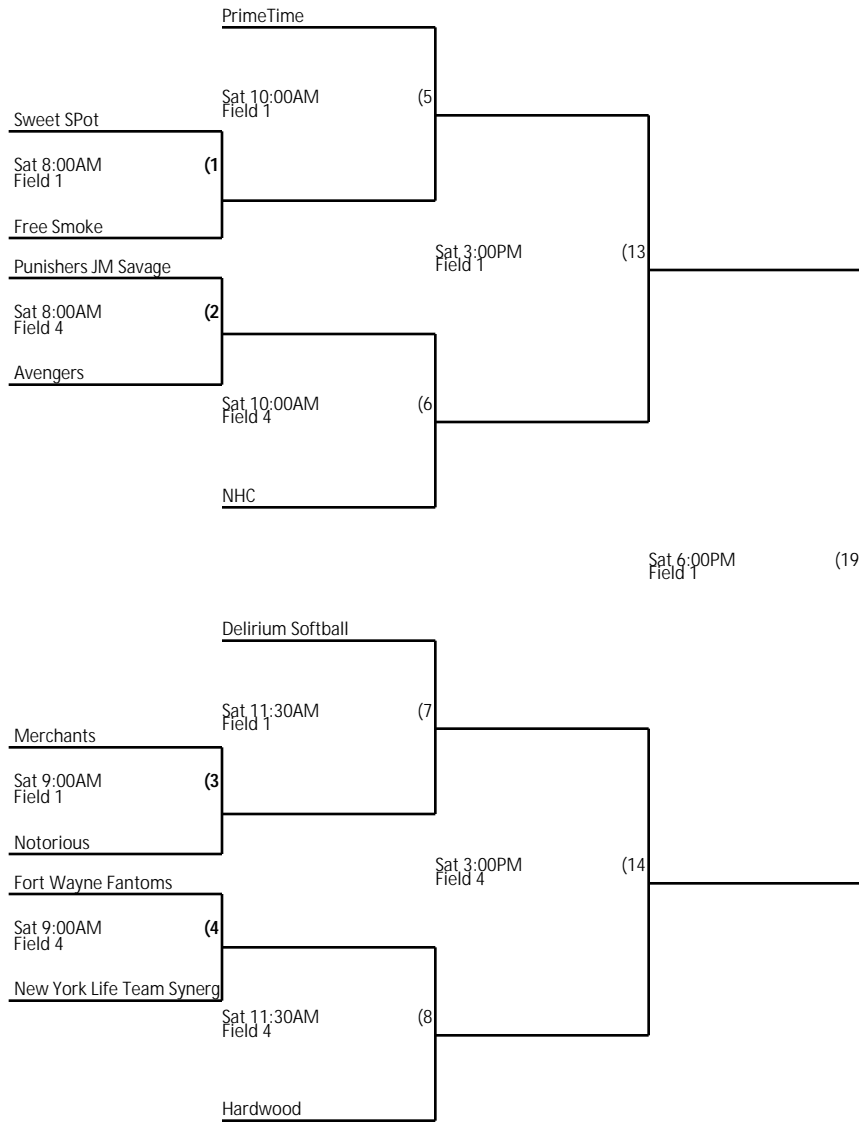 PrimeTime
Sat 10:00AM (5
Field 1
Sweet SPot
Sat 8:00AM (1
Field 1
Free Smoke
Punishers JM Savage
Sat 3:00PM (13
Field 1
Sat 8:00AM (2
Field 4
Avengers
Sat 10:00AM (6
Field 4
NHC
Sat 6:00PM (19
Field 1
Delirium Softball
Sat 11:30AM (7
Field 1
Merchants
Sat 9:00AM (3
Field 1
Notorious
Sat 3:00PM (14
Field 4
Fort Wayne Fantoms
Sat 9:00AM (4
Field 4
New York Life Team Synerg
Sat 11:30AM (8
Field 4
Hardwood